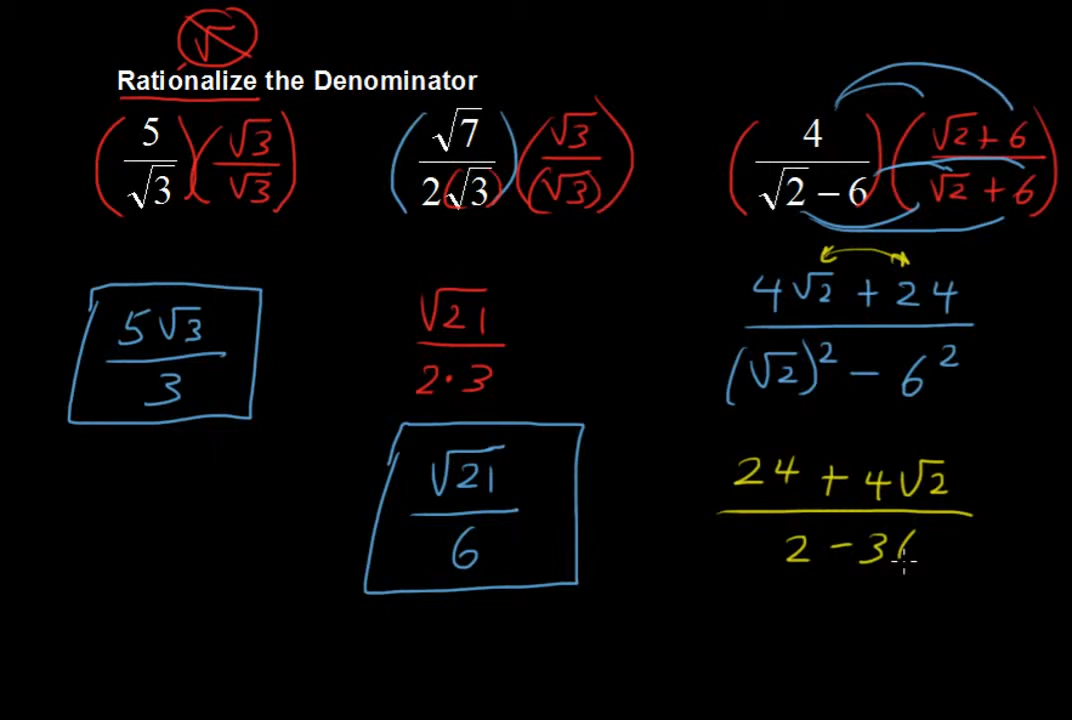 √
Rationalize the Denominator
(5/√3)(√3/√3)
(√7/2(√3))(√3/(√3))
(4/√2 − 6)(√2 + 6/√2 + 6)
5√3/3
√21/2·3
4√2 + 24/(√2)² − 6²
√21/6
24 + 4√2/2 − 36